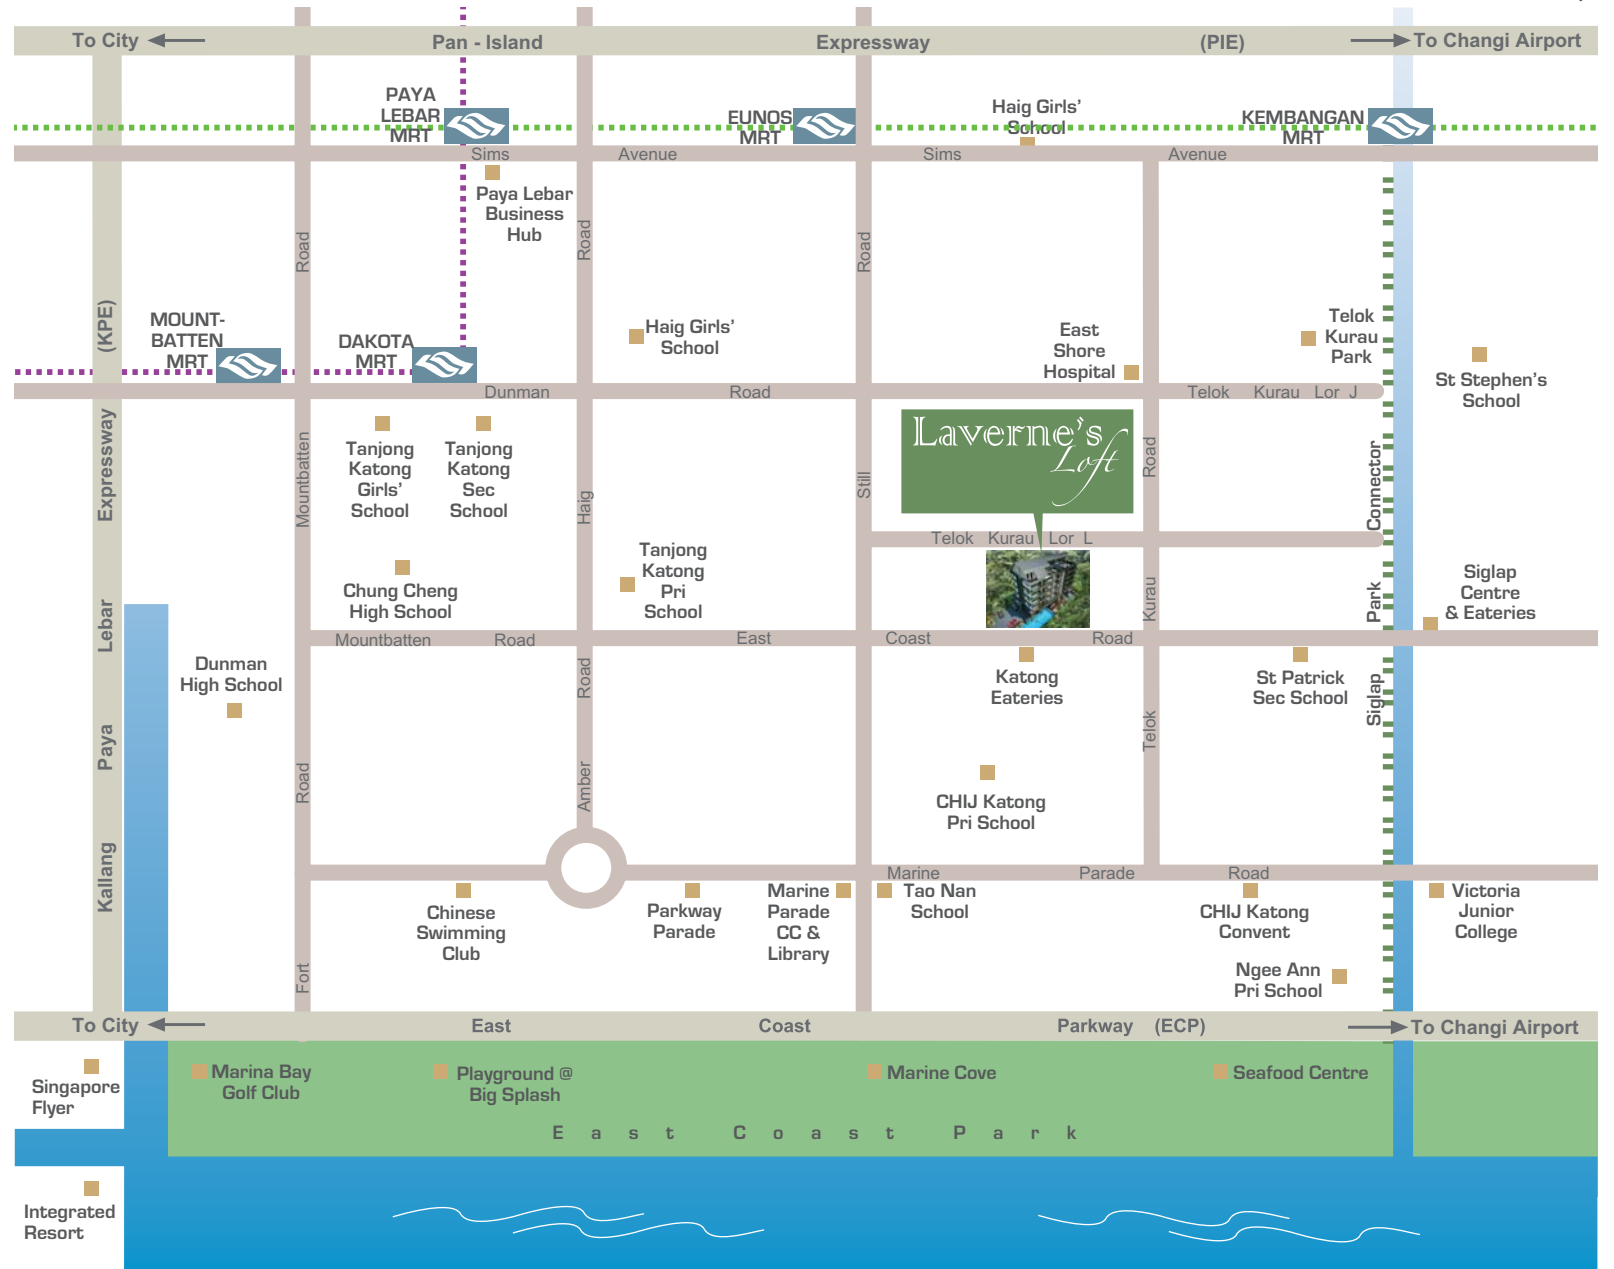 To City
Pan - Island
Expressway
(PIE)
To Changi Airport
PAYA
LEBAR
MRT
EUNOS
MRT
Haig Girls'
School
KEMBANGAN
MRT
Sims
Avenue
Sims
Avenue
Paya Lebar
Business
Hub
Road
Road
Road
(KPE)
MOUNT-
BATTEN
MRT
DAKOTA
MRT
Haig Girls'
School
East
Shore
Hospital
Telok
Kurau
Park
St Stephen's
School
Dunman
Road
Telok Kurau Lor J
Expressway
Mountbatten
Tanjong
Katong
Girls'
School
Tanjong
Katong
Sec
School
Haig
Still
Laverne's
Loft
Road
Connector
Telok Kurau Lor L
Chung Cheng
High School
Tanjong
Katong
Pri
School
Kurau
Park
Siglap
Centre
& Eateries
Lebar
Mountbatten
Road
East
Coast
Road
Dunman
High School
Road
Katong
Eateries
St Patrick
Sec School
Siglap
Telok
Paya
Road
Amber
CHIJ Katong
Pri School
Kallang
Marine
Parade
Road
Chinese
Swimming
Club
Parkway
Parade
Marine
Parade
CC &
Library
Tao Nan
School
CHIJ Katong
Convent
Victoria
Junior
College
Fort
Ngee Ann
Pri School
To City
East
Coast
Parkway (ECP)
To Changi Airport
Singapore
Flyer
Marina Bay
Golf Club
Playground @
Big Splash
Marine Cove
Seafood Centre
East Coast Park
Integrated
Resort